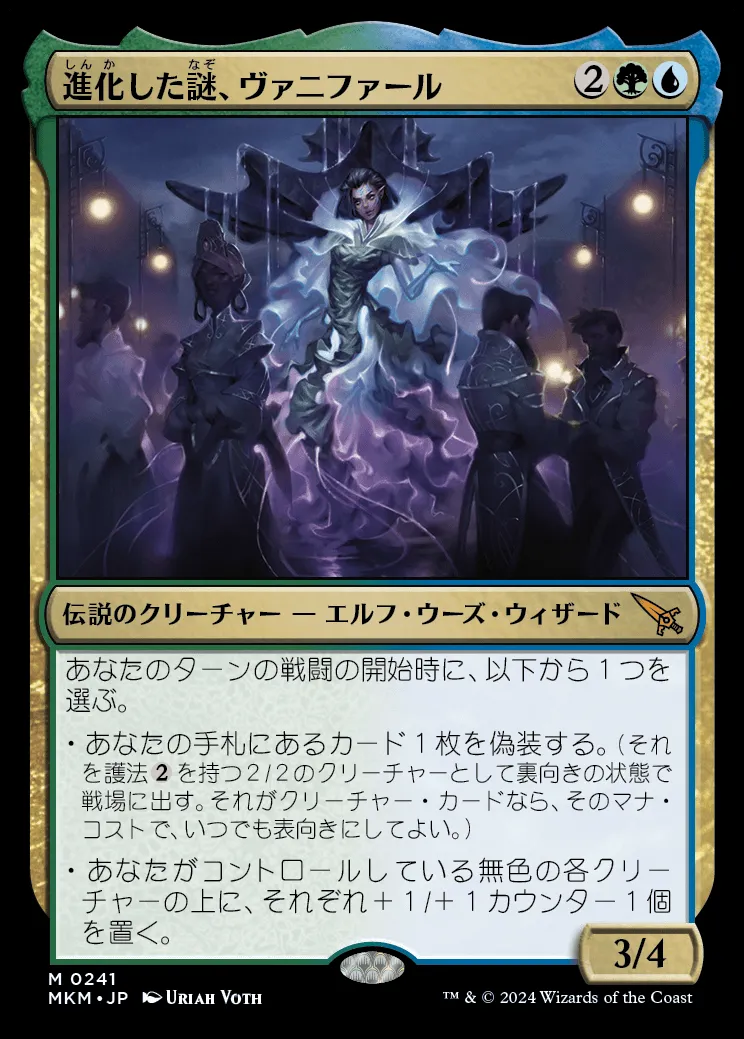 しんか なぞ
進化した謎、ヴァニファール 2
伝説のクリーチャー — エルフ・ウーズ・ウィザード
あなたのターンの戦闘の開始時に、以下から1つを
選ぶ。
・あなたの手札にあるカード1枚を偽装する。(それ
を護法2を持つ2/2のクリーチャーとして裏向きの状態で
戦場に出す。それがクリーチャー・カードなら、そのマナ・
コストで、いつでも表向きにしてよい。)
・あなたがコントロールしている無色の各クリー
チャーの上に、それぞれ+1/+1カウンター1個
を置く。
3/4
M 0241
MKM・JP Uriah Voth
™ & © 2024 Wizards of the Coast